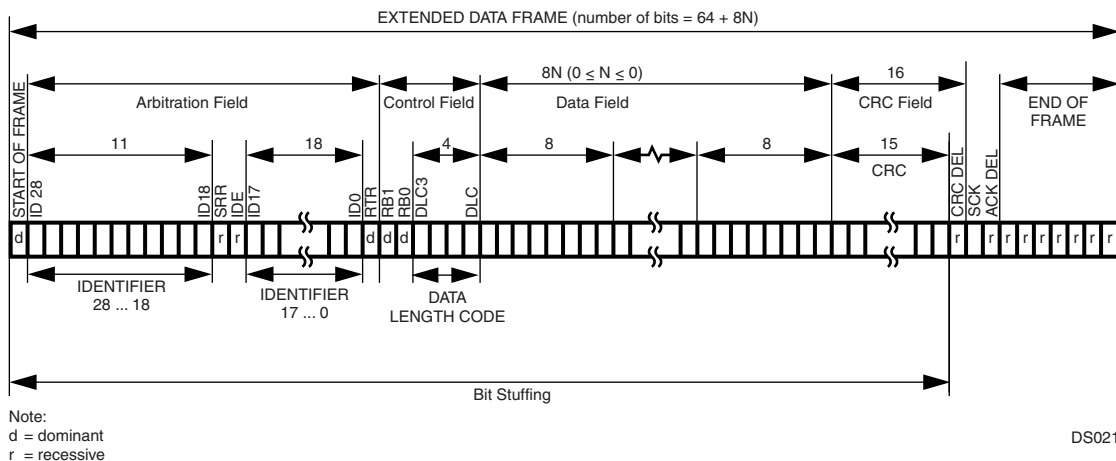 EXTENDED DATA FRAME (number of bits = 64 + 8N)
8N (0 ≤ N ≤ 0)
16
Arbitration Field
Control Field
Data Field
CRC Field
END OF
FRAME
11
18
4
8
8
15
CRC
START OF FRAME
ID 28
ID18
SRR
IDE
ID17
ID0
RTR
RB1
RB0
DLC3
DLC
CRC DEL
SCK
ACK DEL
d r r d d d r r r r r r r r r
IDENTIFIER
28 ... 18
IDENTIFIER
17 ... 0
DATA
LENGTH CODE
Bit Stuffing
Note:
d = dominant
r = recessive
DS021